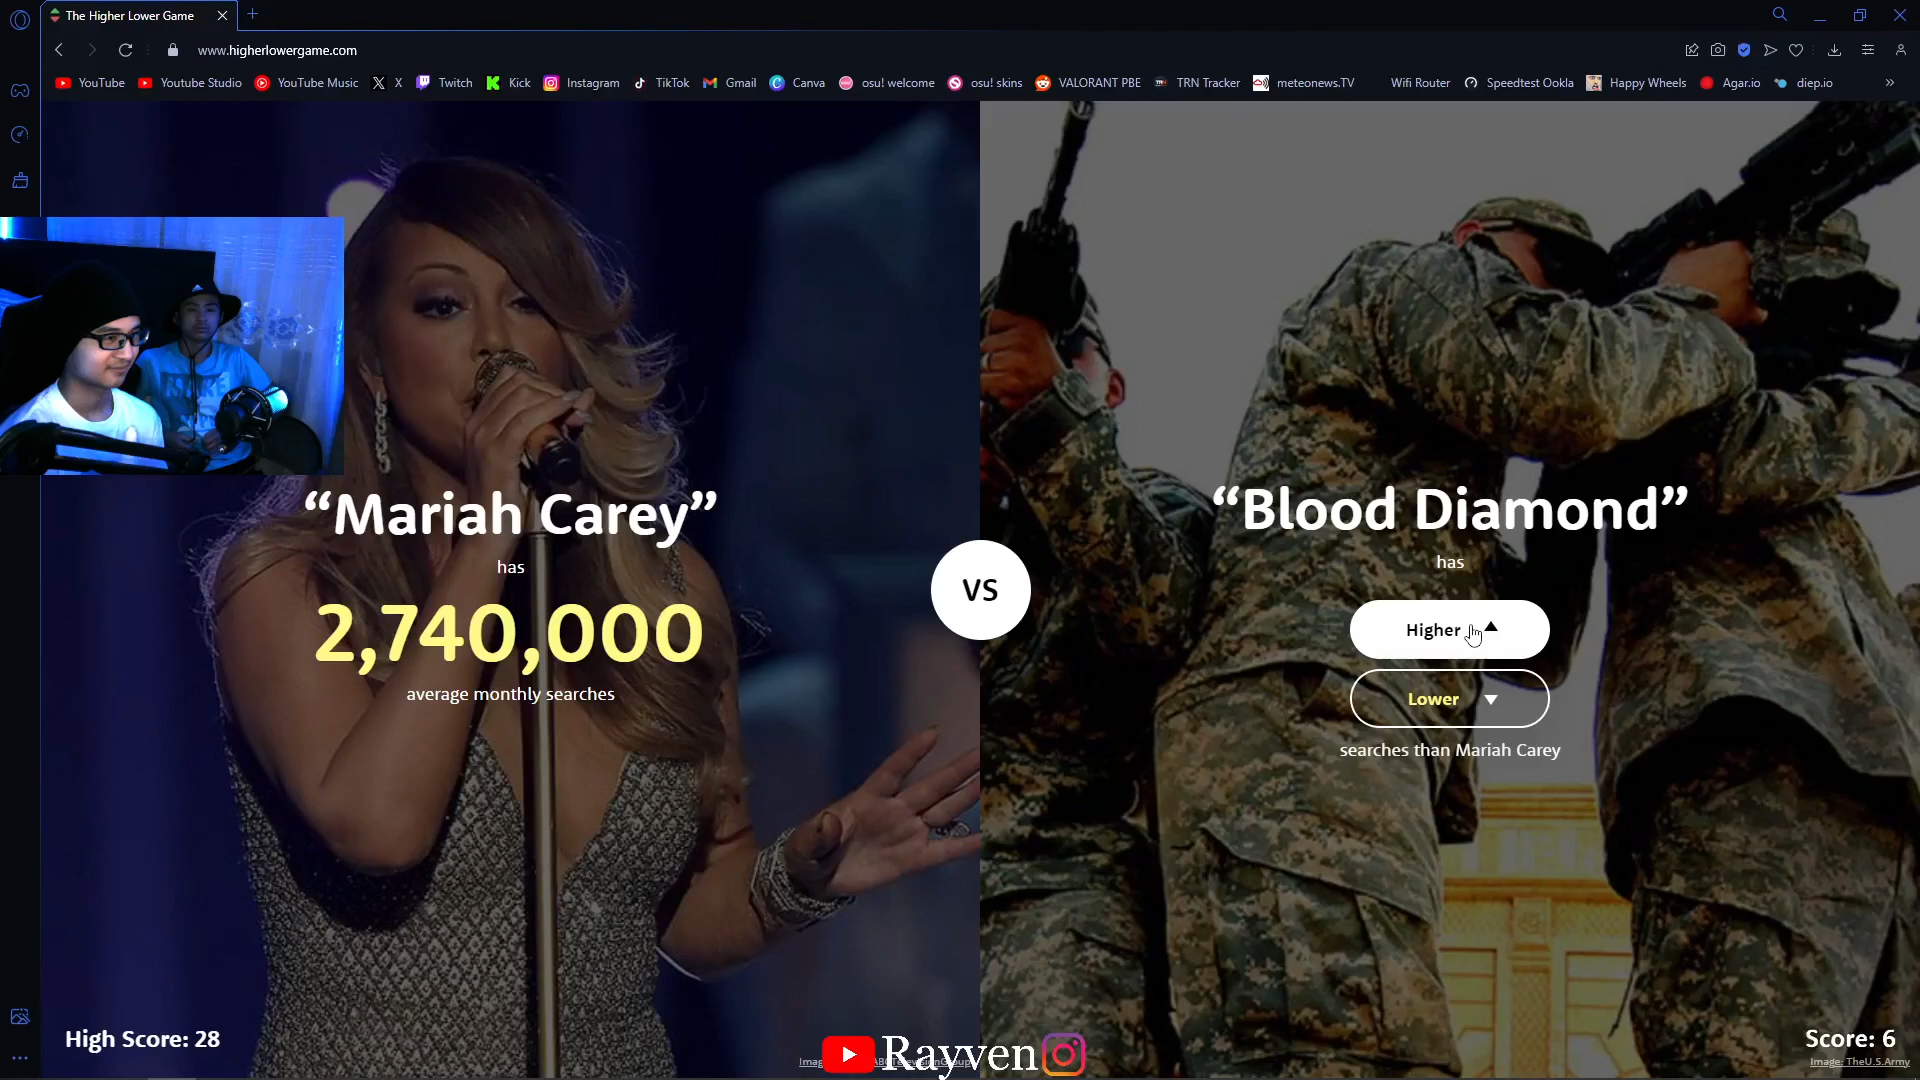 The Higher Lower Game
www.higherlowergame.com
YouTube
Youtube Studio
YouTube Music
X
Twitch
Kick
Instagram
TikTok
Gmail
Canva
osu! welcome
osu! skins
VALORANT PBE
TRN Tracker
meteonews.TV
Wifi Router
Speedtest Ookla
Happy Wheels
Agar.io
diep.io
“Mariah Carey”
has
2,740,000
average monthly searches
VS
“Blood Diamond”
has
Higher
Lower
searches than Mariah Carey
High Score: 28
Rayven
Score: 6
Image: TheU.S.Army